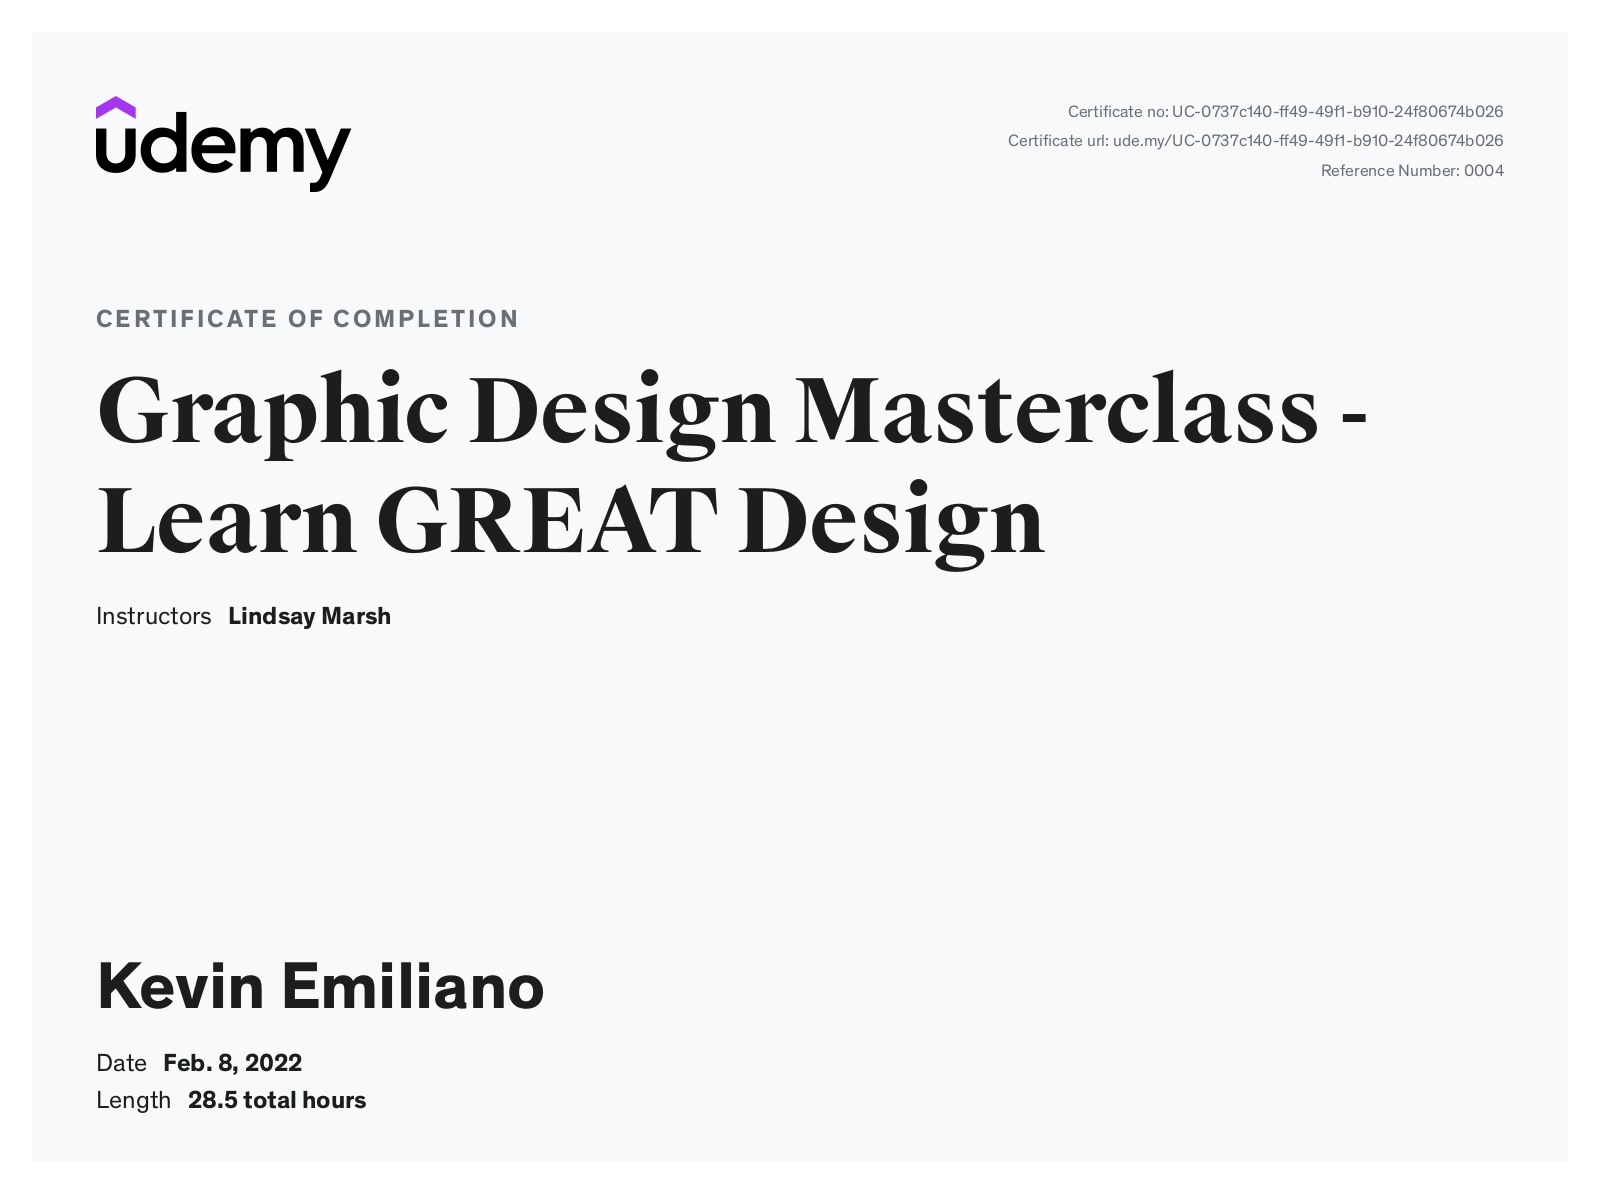 udemy
Certificate no: UC-0737c140-ff49-49f1-b910-24f80674b026
Certificate url: ude.my/UC-0737c140-ff49-49f1-b910-24f80674b026
Reference Number: 0004
CERTIFICATE OF COMPLETION
Graphic Design Masterclass -
Learn GREAT Design
Instructors Lindsay Marsh
Kevin Emiliano
Date Feb. 8, 2022
Length 28.5 total hours